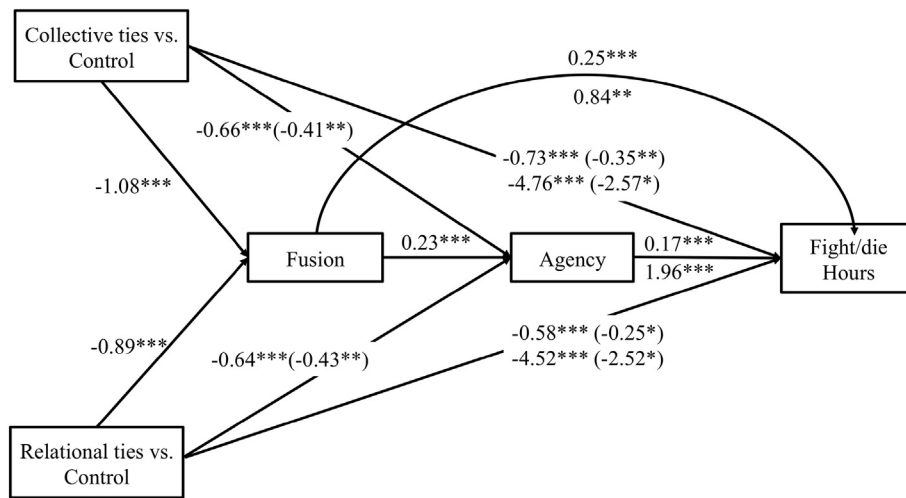 Collective ties vs.
Control
0.25***
0.84**
-0.66***(-0.41**)
-0.73*** (-0.35**)
-4.76*** (-2.57*)
-1.08***
Fusion
0.23***
Agency
0.17***
1.96***
Fight/die
Hours
-0.89***
-0.64***(-0.43**)
-0.58*** (-0.25*)
-4.52*** (-2.52*)
Relational ties vs.
Control